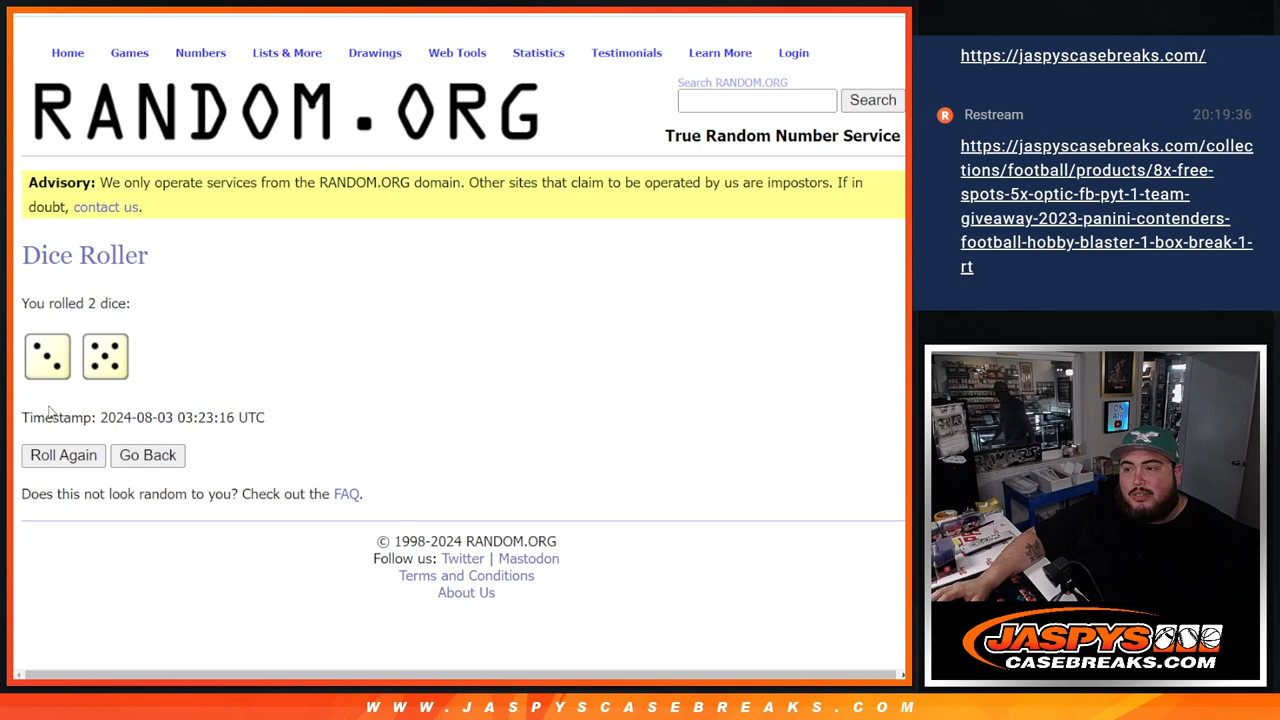 Home Games Numbers Lists & More Drawings Web Tools Statistics Testimonials Learn More Login
RANDOM.ORG
Search RANDOM.ORG
Search
True Random Number Service
Advisory: We only operate services from the RANDOM.ORG domain. Other sites that claim to be operated by us are impostors. If in
doubt, contact us.
Dice Roller
You rolled 2 dice:
Timestamp: 2024-08-03 03:23:16 UTC
Roll Again Go Back
Does this not look random to you? Check out the FAQ.
© 1998-2024 RANDOM.ORG
Follow us: Twitter | Mastodon
Terms and Conditions
About Us
https://jaspyscasebreaks.com/
R Restream 20:19:36
https://jaspyscasebreaks.com/collec
tions/football/products/8x-free-
spots-5x-optic-fb-pyt-1-team-
giveaway-2023-panini-contenders-
football-hobby-blaster-1-box-break-1-
rt
ON
AIR
JASPYS
CASEBREAKS.COM
WWW.JASPYSCASEBREAKS.COM